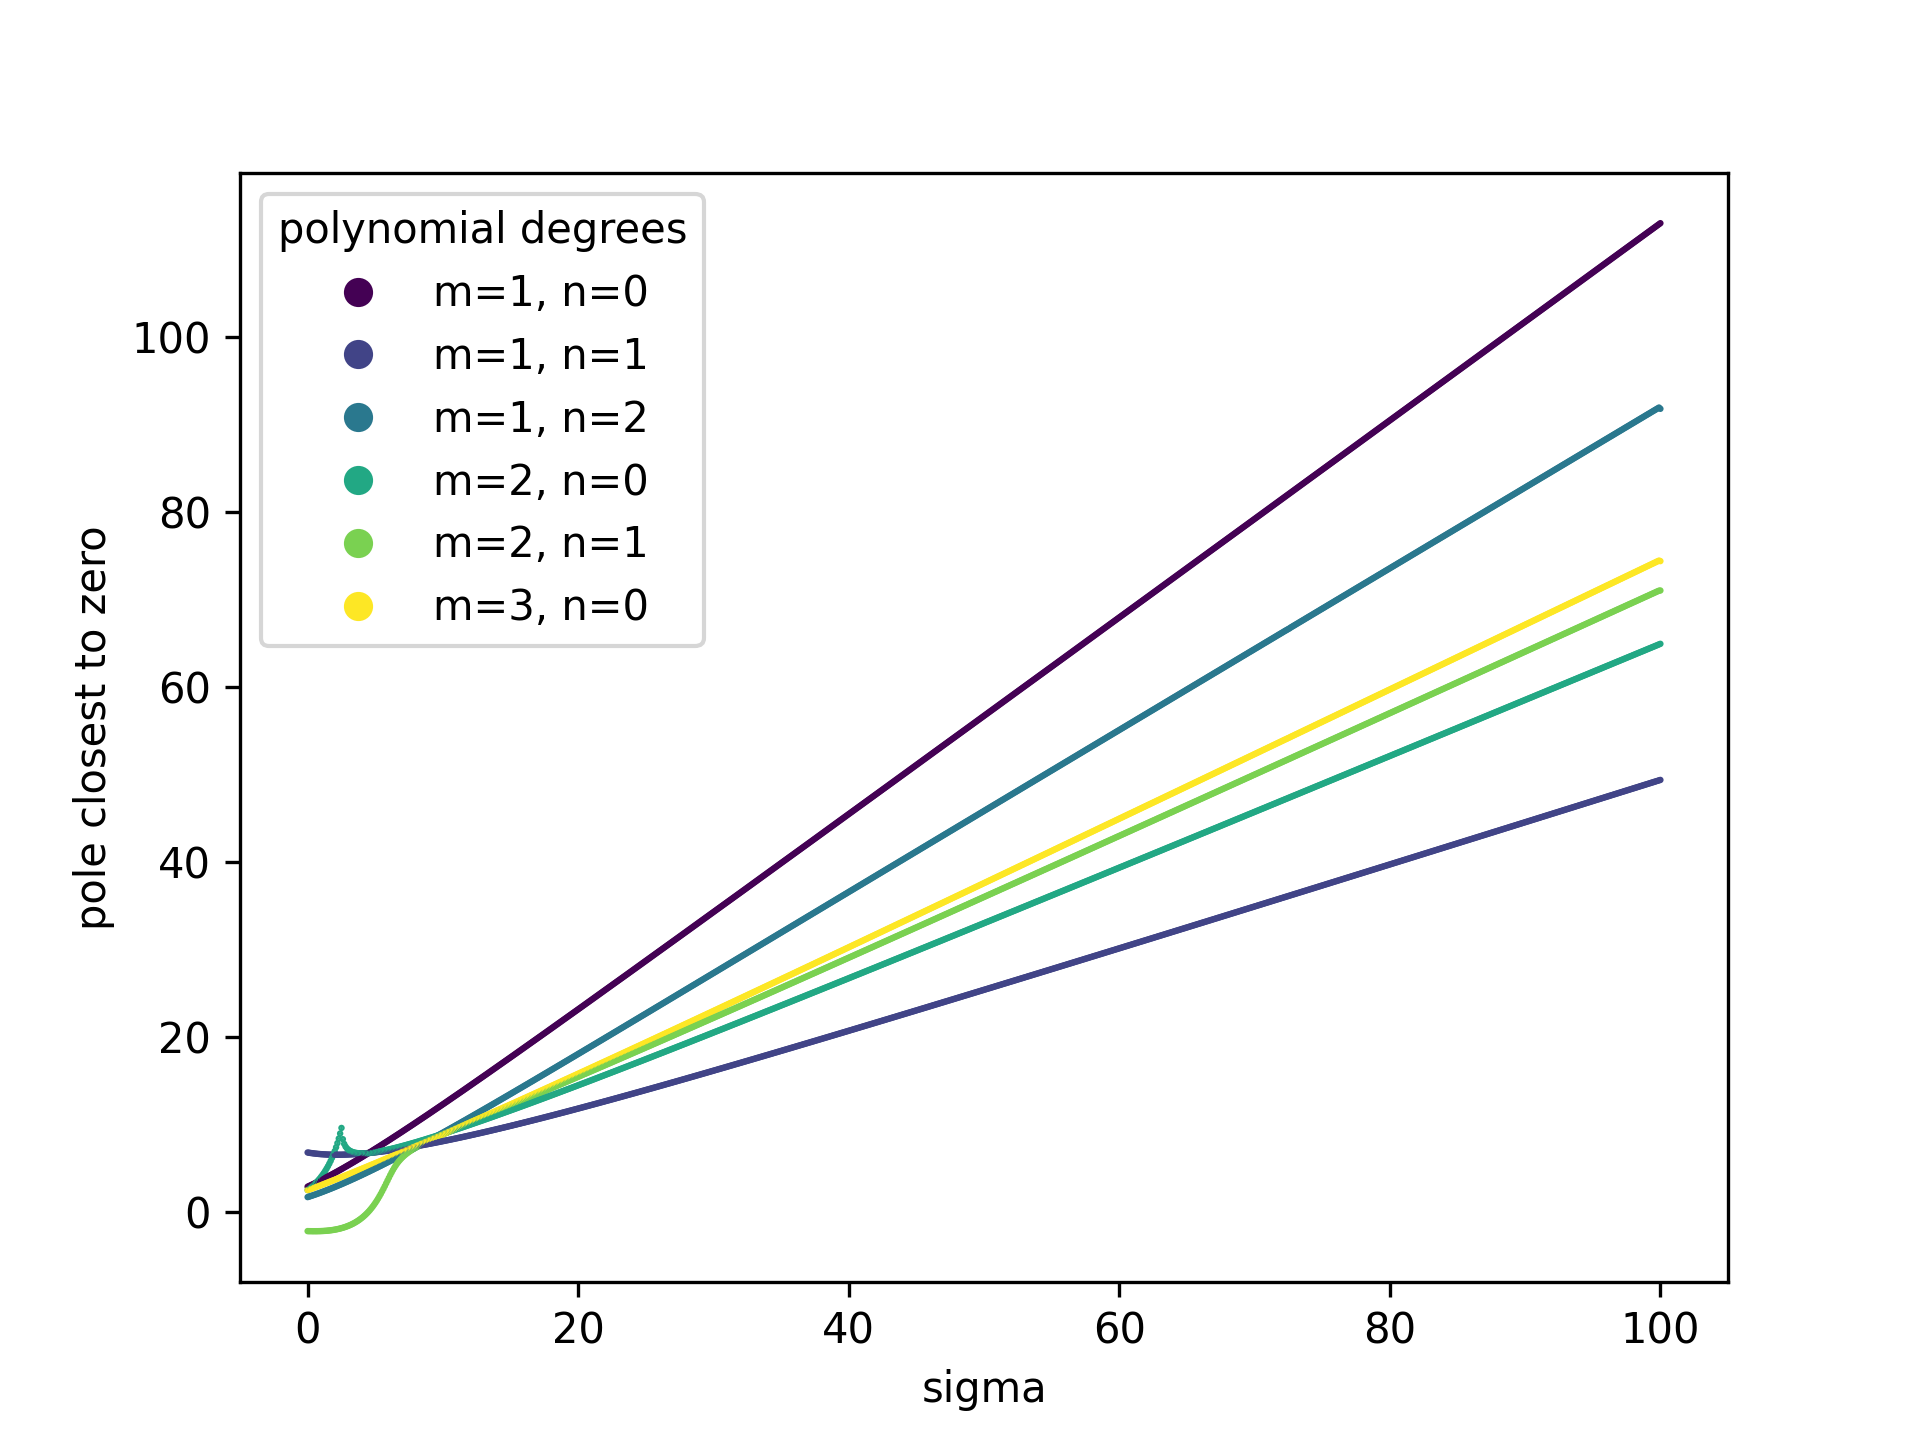 polynomial degrees
m=1, n=0
m=1, n=1
m=1, n=2
m=2, n=0
m=2, n=1
m=3, n=0
100
80
60
40
20
0
pole closest to zero
0 20 40 60 80 100
sigma